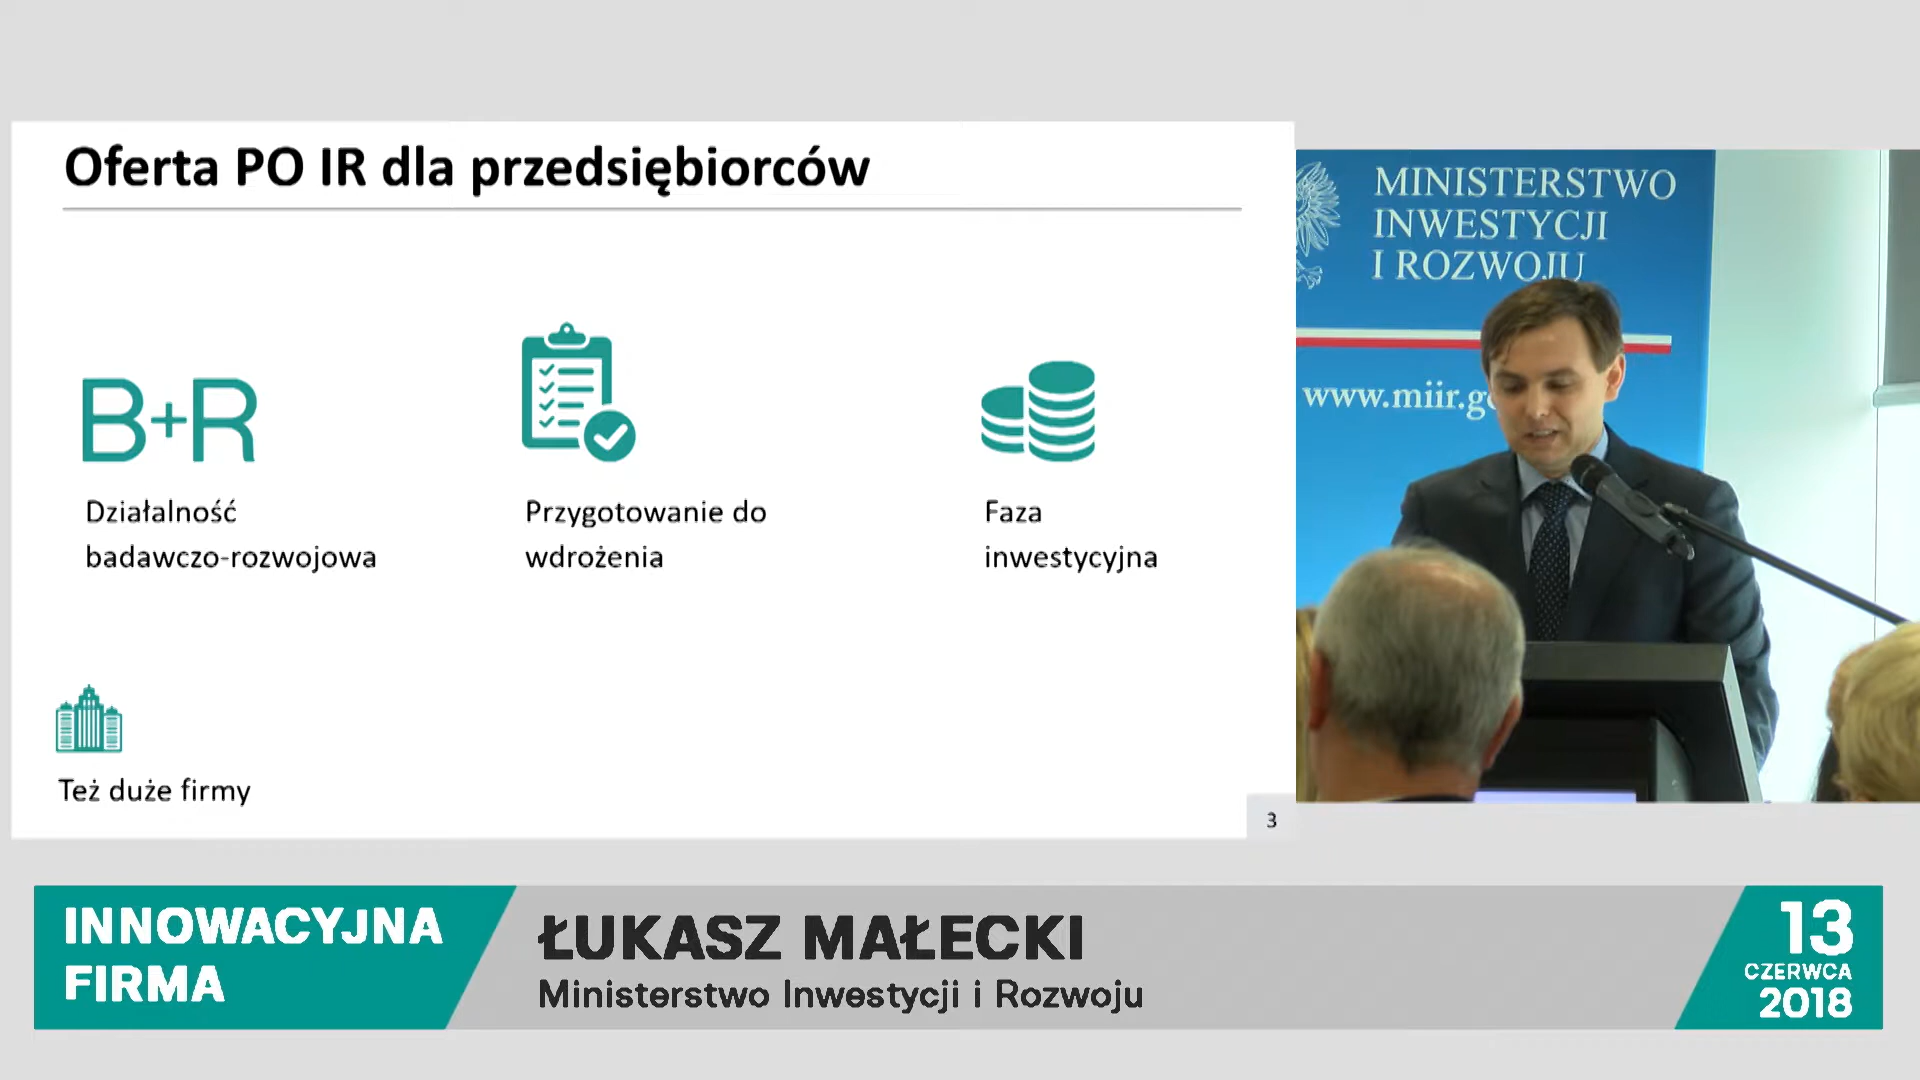 Oferta PO IR dla przedsiębiorców
B+R
Działalność
badawczo-rozwojowa
Przygotowanie do
wdrożenia
Faza
inwestycyjna
Też duże firmy
3
MINISTERSTWO
INWESTYCJI
I ROZWOJU
www.miir.g
INNOWACYJNA
FIRMA
ŁUKASZ MAŁECKI
Ministerstwo Inwestycji i Rozwoju
13
CZERWCA
2018